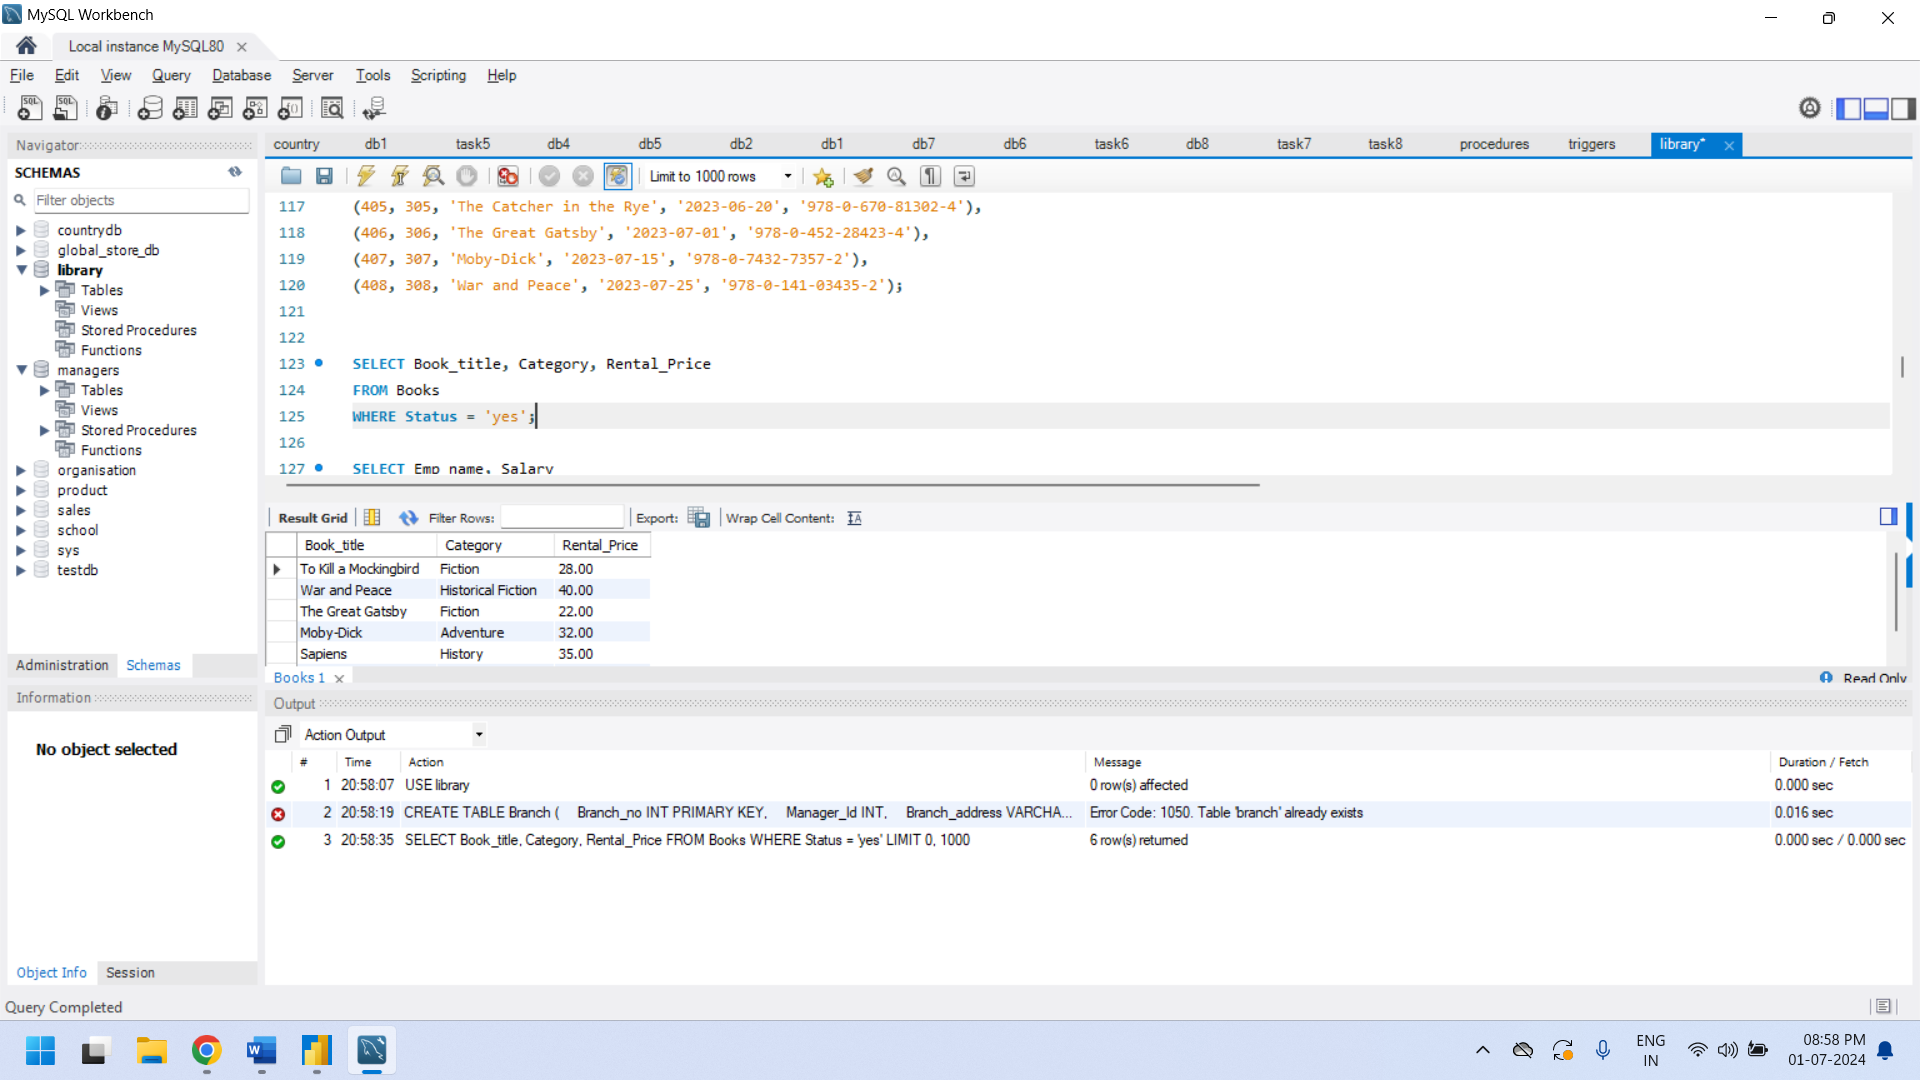 MySQL Workbench
Local instance MySQL80
File Edit View Query Database Server Tools Scripting Help
Navigator
SCHEMAS
Filter objects
countrydb
global_store_db
library
Tables
Views
Stored Procedures
Functions
managers
Tables
Views
Stored Procedures
Functions
organisation
product
sales
school
sys
testdb
Administration Schemas
Information
No object selected
Object Info Session
country db1 task5 db4 db5 db2 db1 db7 db6 task6 db8 task7 task8 procedures triggers library*
Limit to 1000 rows
117 (405, 305, 'The Catcher in the Rye', '2023-06-20', '978-0-670-81302-4'),
118 (406, 306, 'The Great Gatsby', '2023-07-01', '978-0-452-28423-4'),
119 (407, 307, 'Moby-Dick', '2023-07-15', '978-0-7432-7357-2'),
120 (408, 308, 'War and Peace', '2023-07-25', '978-0-141-03435-2');
121
122
123 SELECT Book_title, Category, Rental_Price
124 FROM Books
125 WHERE Status = 'yes';
126
127 SELECT Emp_name, Salary
Result Grid Filter Rows: Export: Wrap Cell Content:
Book_title Category Rental_Price
To Kill a Mockingbird Fiction 28.00
War and Peace Historical Fiction 40.00
The Great Gatsby Fiction 22.00
Moby-Dick Adventure 32.00
Sapiens History 35.00
Books 1 Read Only
Output
Action Output
# Time Action Message Duration / Fetch
1 20:58:07 USE library 0 row(s) affected 0.000 sec
2 20:58:19 CREATE TABLE Branch ( Branch_no INT PRIMARY KEY, Manager_Id INT, Branch_address VARCHA... Error Code: 1050. Table 'branch' already exists 0.016 sec
3 20:58:35 SELECT Book_title, Category, Rental_Price FROM Books WHERE Status = 'yes' LIMIT 0, 1000 6 row(s) returned 0.000 sec / 0.000 sec
Query Completed
ENG
IN
08:58 PM
01-07-2024